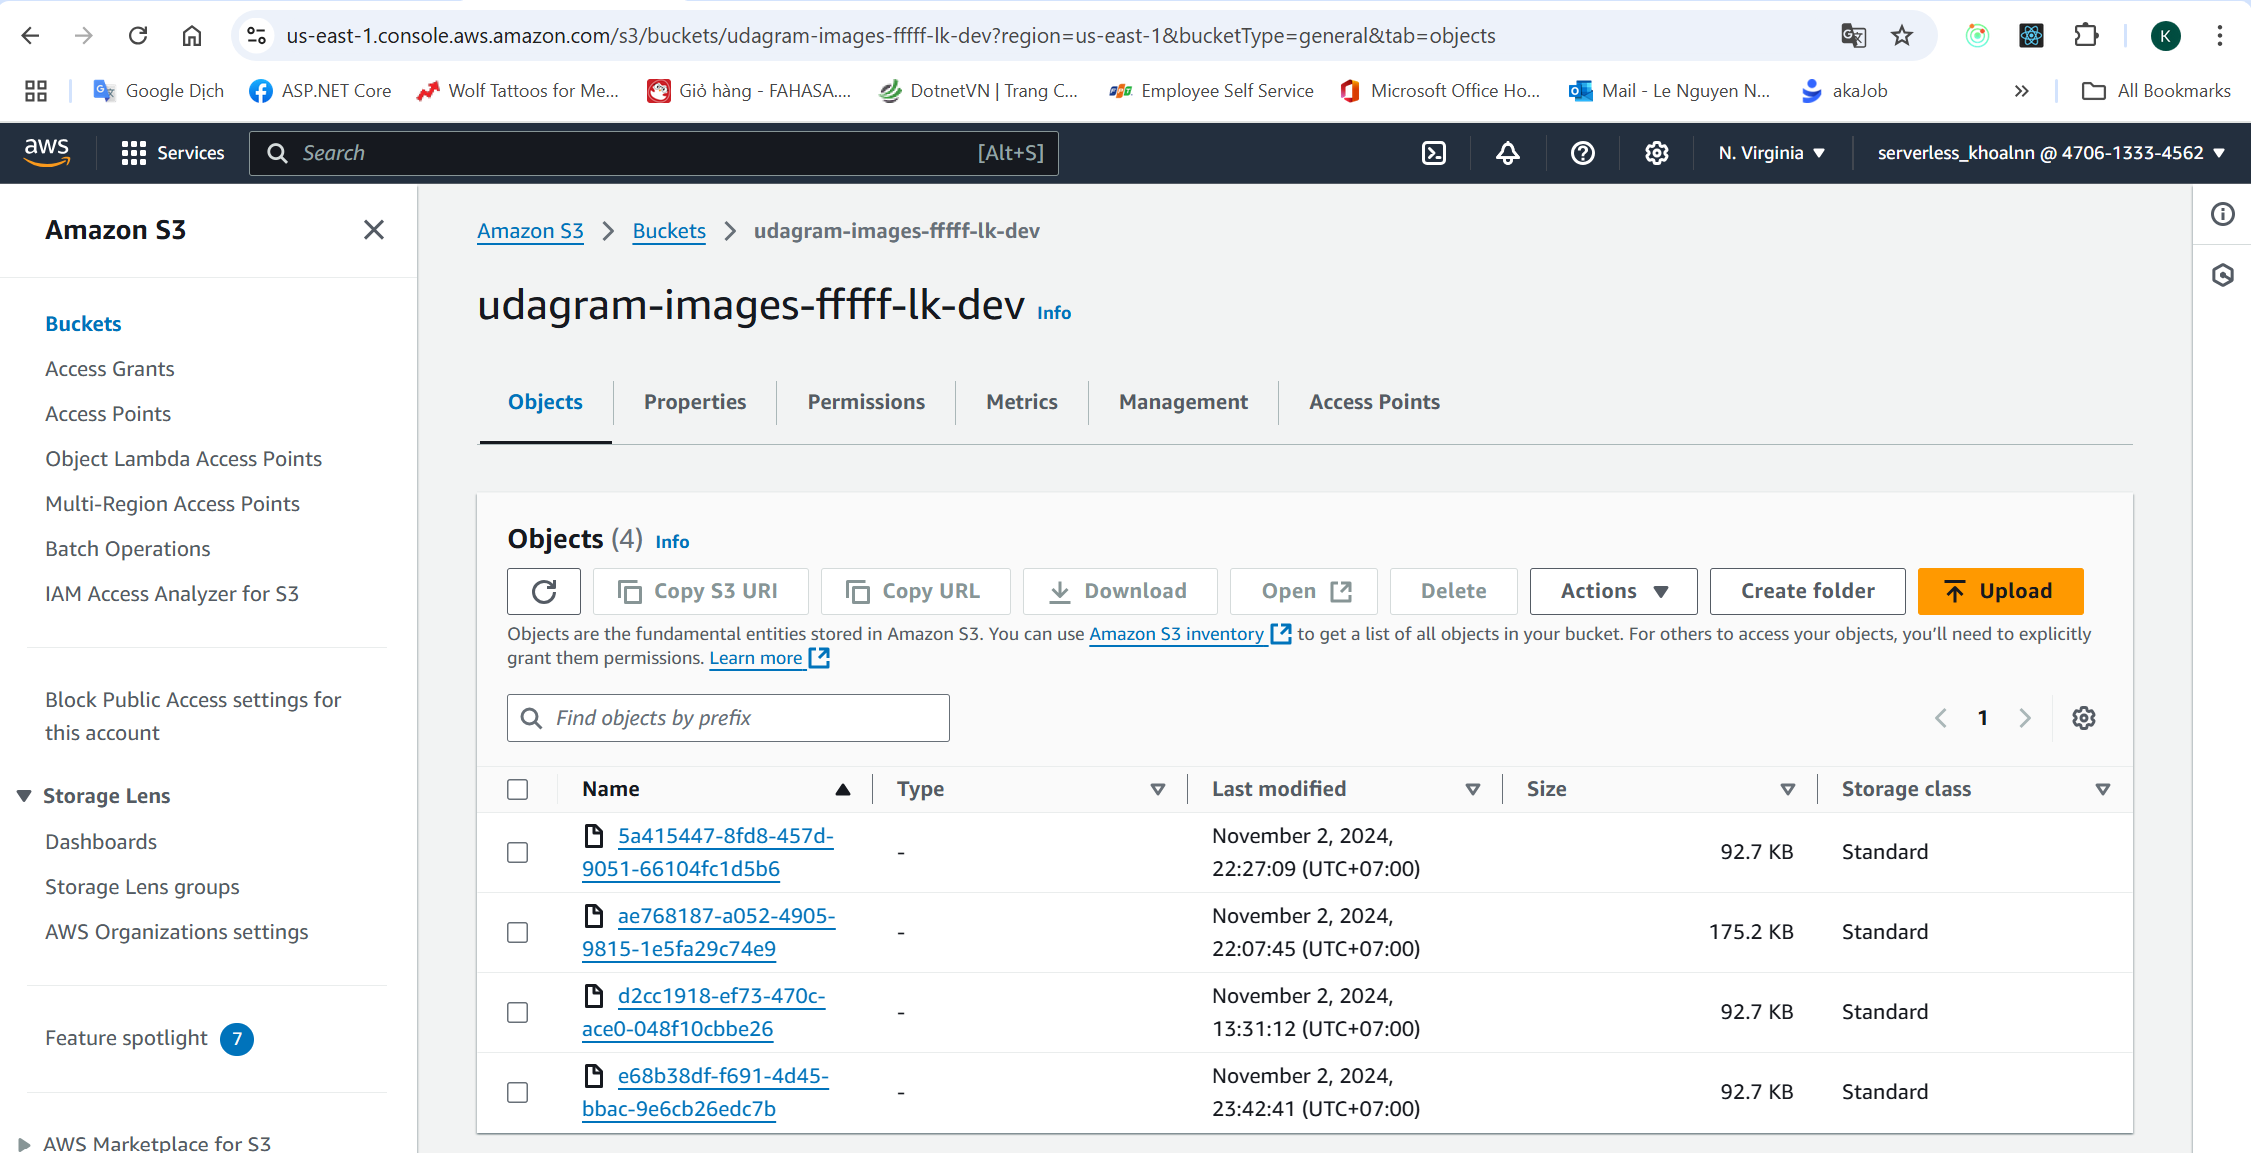 us-east-1.console.aws.amazon.com/s3/buckets/udagram-images-fffff-lk-dev?region=us-east-1&bucketType=general&tab=objects
K
Google Dịch
ASP.NET Core
Wolf Tattoos for Me...
Giỏ hàng - FAHASA....
DotnetVN | Trang C...
Employee Self Service
Microsoft Office Ho...
Mail - Le Nguyen N...
akaJob
All Bookmarks
aws
Services
Search
[Alt+S]
N. Virginia
serverless_khoalnn @ 4706-1333-4562
Amazon S3
Buckets
Access Grants
Access Points
Object Lambda Access Points
Multi-Region Access Points
Batch Operations
IAM Access Analyzer for S3
Block Public Access settings for
this account
Storage Lens
Dashboards
Storage Lens groups
AWS Organizations settings
Feature spotlight 7
AWS Marketplace for S3
Amazon S3 > Buckets > udagram-images-fffff-lk-dev
udagram-images-fffff-lk-dev Info
Objects
Properties
Permissions
Metrics
Management
Access Points
Objects (4) Info
Copy S3 URI
Copy URL
Download
Open
Delete
Actions
Create folder
Upload
Objects are the fundamental entities stored in Amazon S3. You can use Amazon S3 inventory to get a list of all objects in your bucket. For others to access your objects, you'll need to explicitly
grant them permissions. Learn more
Find objects by prefix
1
Name
Type
Last modified
Size
Storage class
5a415447-8fd8-457d-
9051-66104fc1d5b6
-
November 2, 2024,
22:27:09 (UTC+07:00)
92.7 KB
Standard
ae768187-a052-4905-
9815-1e5fa29c74e9
-
November 2, 2024,
22:07:45 (UTC+07:00)
175.2 KB
Standard
d2cc1918-ef73-470c-
ace0-048f10cbbe26
-
November 2, 2024,
13:31:12 (UTC+07:00)
92.7 KB
Standard
e68b38df-f691-4d45-
bbac-9e6cb26edc7b
-
November 2, 2024,
23:42:41 (UTC+07:00)
92.7 KB
Standard